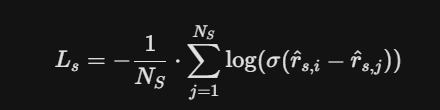 L_s = -\frac{1}{N_S} \cdot \sum_{j=1}^{N_S} \log(\sigma(\hat{r}_{s,i} - \hat{r}_{s,j}))